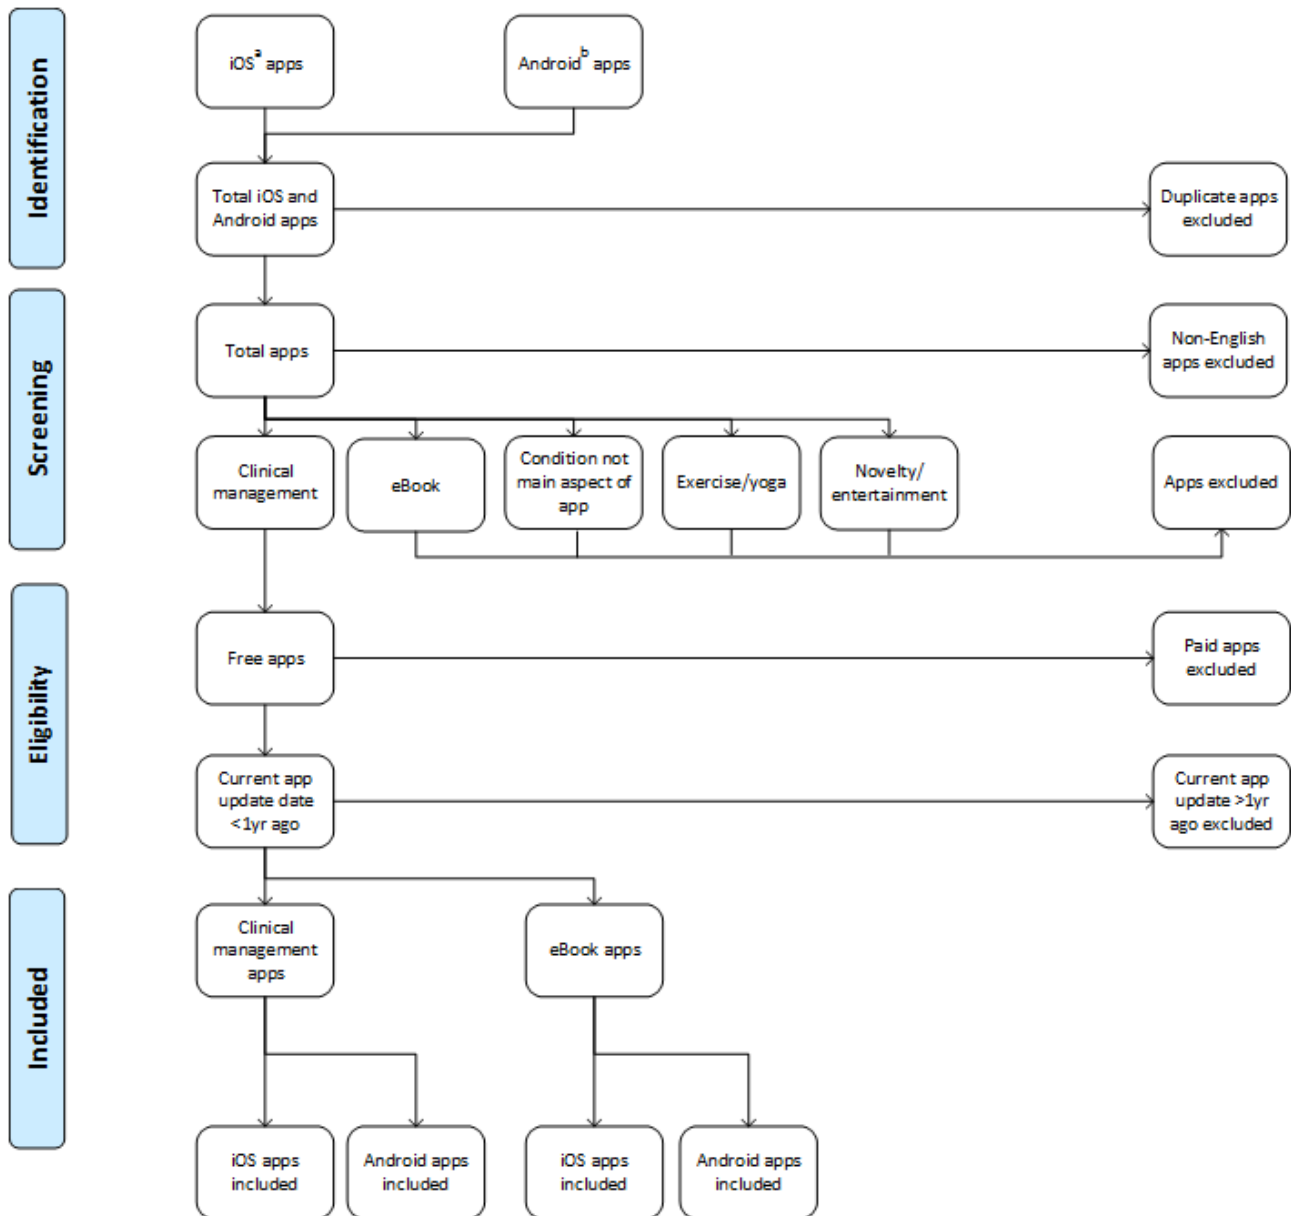 Identification
iOSᵃ apps
Androidᵇ apps
Total iOS and
Android apps
Duplicate apps
excluded
Screening
Total apps
Non-English
apps excluded
Clinical
management
eBook
Condition not
main aspect of
app
Exercise/yoga
Novelty/
entertainment
Apps excluded
Eligibility
Free apps
Paid apps
excluded
Current app
update date
<1yr ago
Current app
update >1yr
ago excluded
Included
Clinical
management
apps
eBook apps
iOS apps
included
Android apps
included
iOS apps
included
Android apps
included